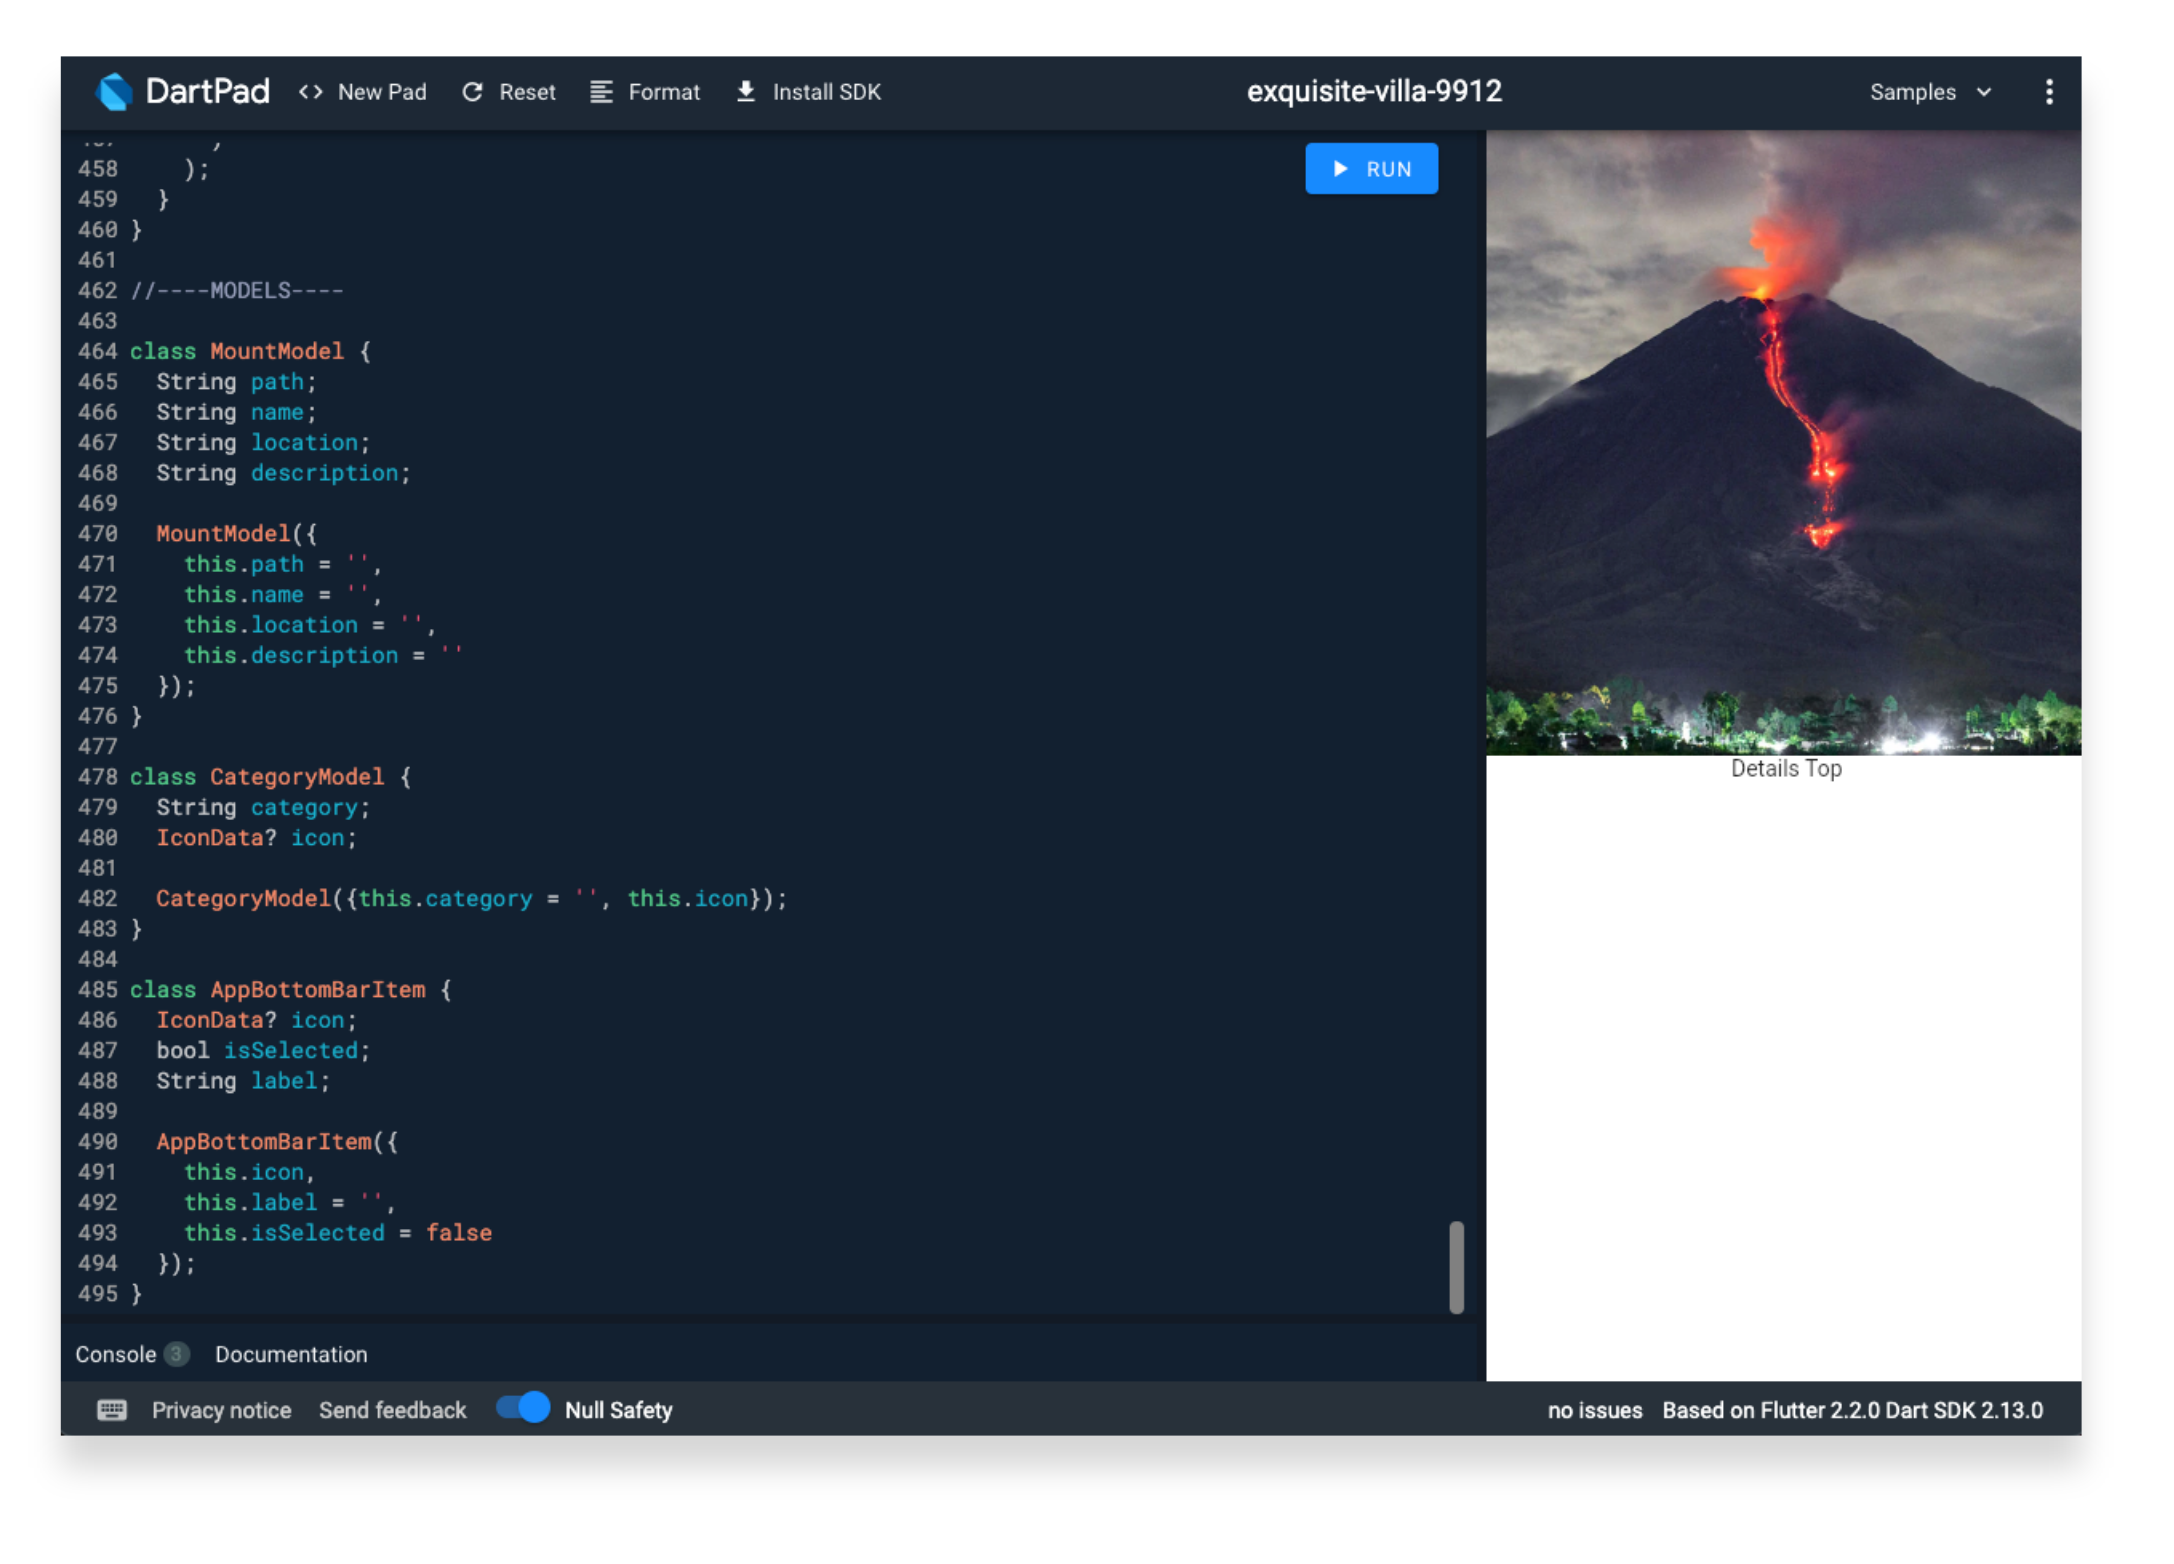 DartPad <> New Pad Reset Format Install SDK exquisite-villa-9912 Samples
458     );
RUN
459   }
460 }
461
462 //----MODELS----
463
464 class MountModel {
465   String path;
466   String name;
467   String location;
468   String description;
469
470   MountModel({
471     this.path = '',
472     this.name = '',
473     this.location = '',
474     this.description = ''
475   });
476 }
477
478 class CategoryModel {
479   String category;
480   IconData? icon;
481
482   CategoryModel({this.category = '', this.icon});
483 }
484
485 class AppBottomBarItem {
486   IconData? icon;
487   bool isSelected;
488   String label;
489
490   AppBottomBarItem({
491     this.icon,
492     this.label = '',
493     this.isSelected = false
494   });
495 }
Details Top
Console 3 Documentation
Privacy notice Send feedback Null Safety no issues Based on Flutter 2.2.0 Dart SDK 2.13.0